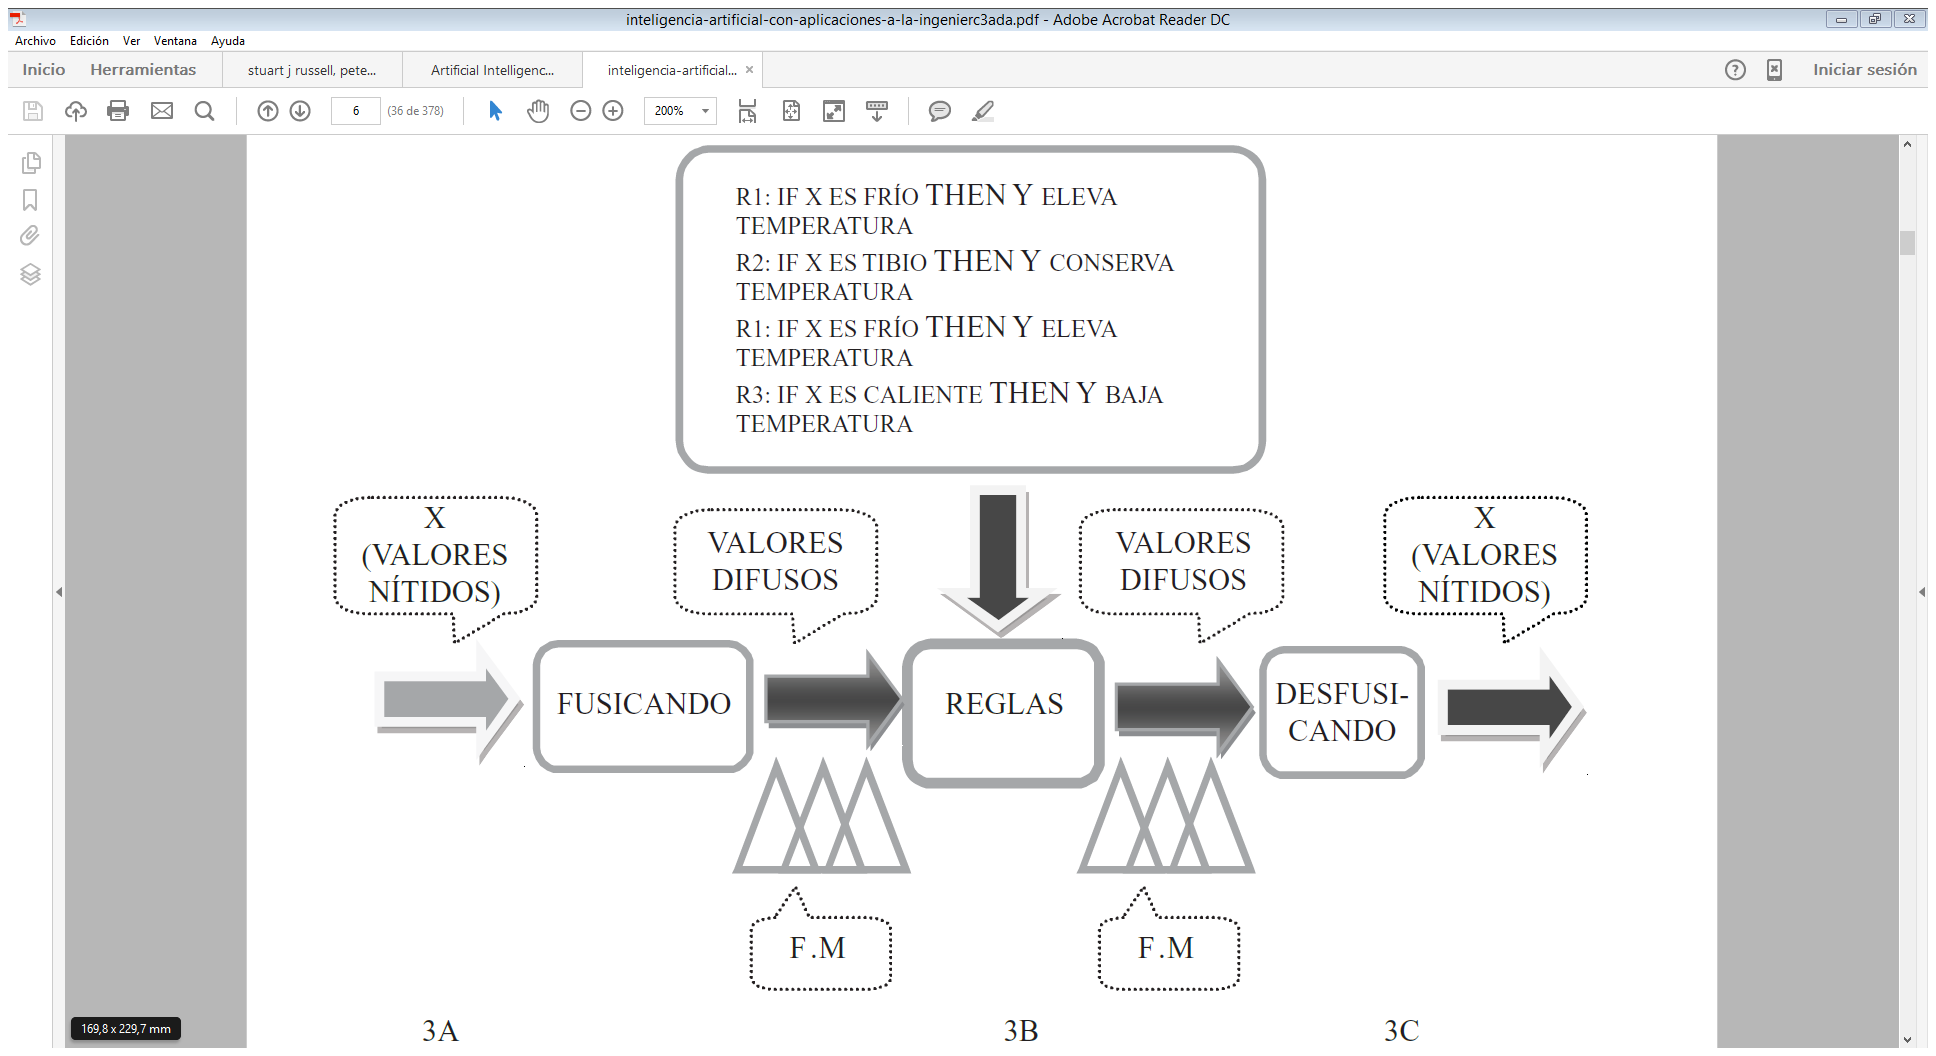 inteligencia-artificial-con-aplicaciones-a-la-ingenierc3ada.pdf - Adobe Acrobat Reader DC
Archivo Edición Ver Ventana Ayuda
Inicio Herramientas stuart j russell, pete... Artificial Intelligenc... inteligencia-artificial... Iniciar sesión
6 (36 de 378) 200%
R1: IF X ES FRÍO THEN Y ELEVA
TEMPERATURA
R2: IF X ES TIBIO THEN Y CONSERVA
TEMPERATURA
R1: IF X ES FRÍO THEN Y ELEVA
TEMPERATURA
R3: IF X ES CALIENTE THEN Y BAJA
TEMPERATURA
X
(VALORES
NÍTIDOS)
VALORES
DIFUSOS
VALORES
DIFUSOS
X
(VALORES
NÍTIDOS)
FUSICANDO
REGLAS
DESFUSI-
CANDO
F .M
F .M
169,8 x 229,7 mm
3A
3B
3C